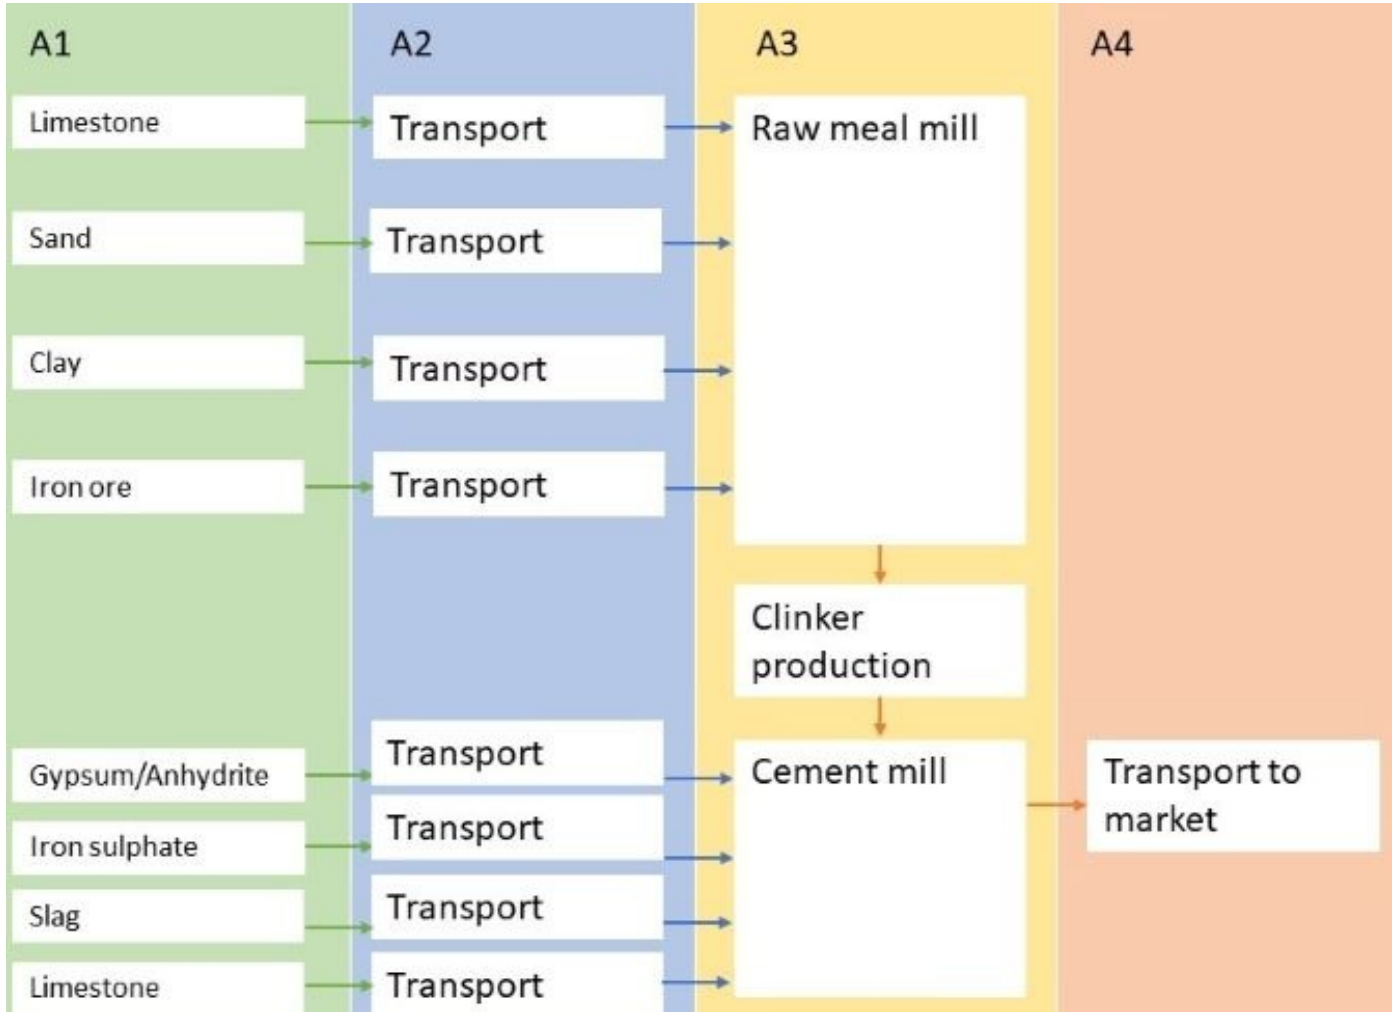 A1
A2
A3
A4
Limestone
Transport
Raw meal mill
Sand
Transport
Clay
Transport
Iron ore
Transport
Clinker
production
Gypsum/Anhydrite
Transport
Cement mill
Transport to
market
Iron sulphate
Transport
Slag
Transport
Limestone
Transport